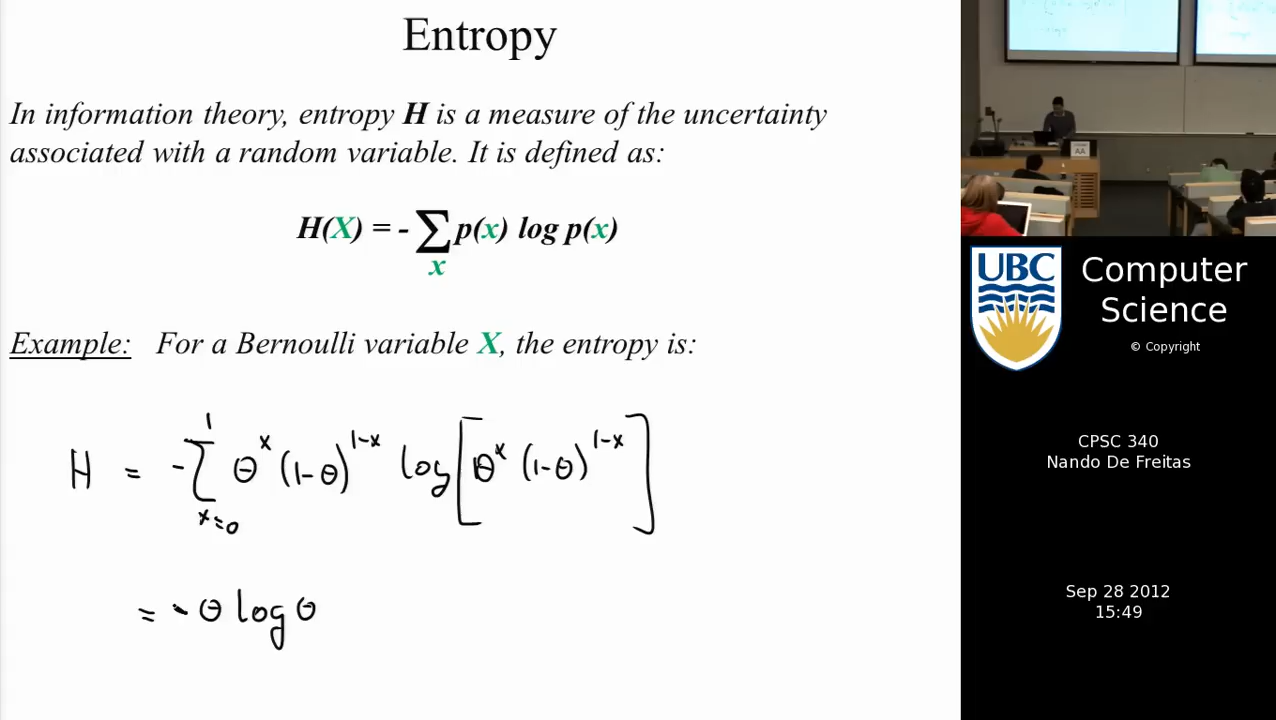 Entropy
In information theory, entropy H is a measure of the uncertainty
associated with a random variable. It is defined as:
H(X) = - ∑ p(x) log p(x)
x
Example: For a Bernoulli variable X, the entropy is:
1
H = - ∑ θ^x (1-θ)^{1-x} log [θ^x (1-θ)^{1-x}]
x=0
= - θ log θ
UBC
Computer
Science
© Copyright
CPSC 340
Nando De Freitas
Sep 28 2012
15:49